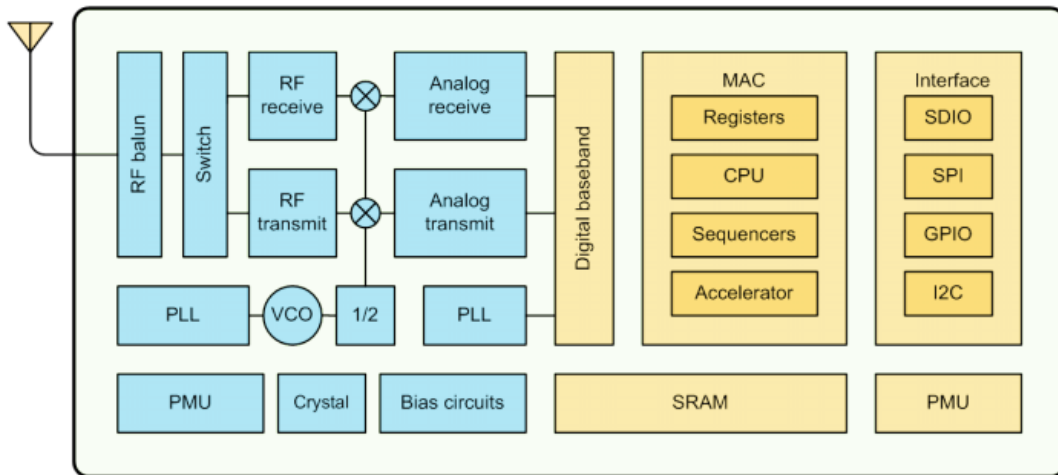 RF balun
Switch
RF
receive
Analog
receive
RF
transmit
Analog
transmit
PLL
VCO
1/2
PLL
Digital baseband
MAC
Registers
CPU
Sequencers
Accelerator
Interface
SDIO
SPI
GPIO
I2C
PMU
Crystal
Bias circuits
SRAM
PMU